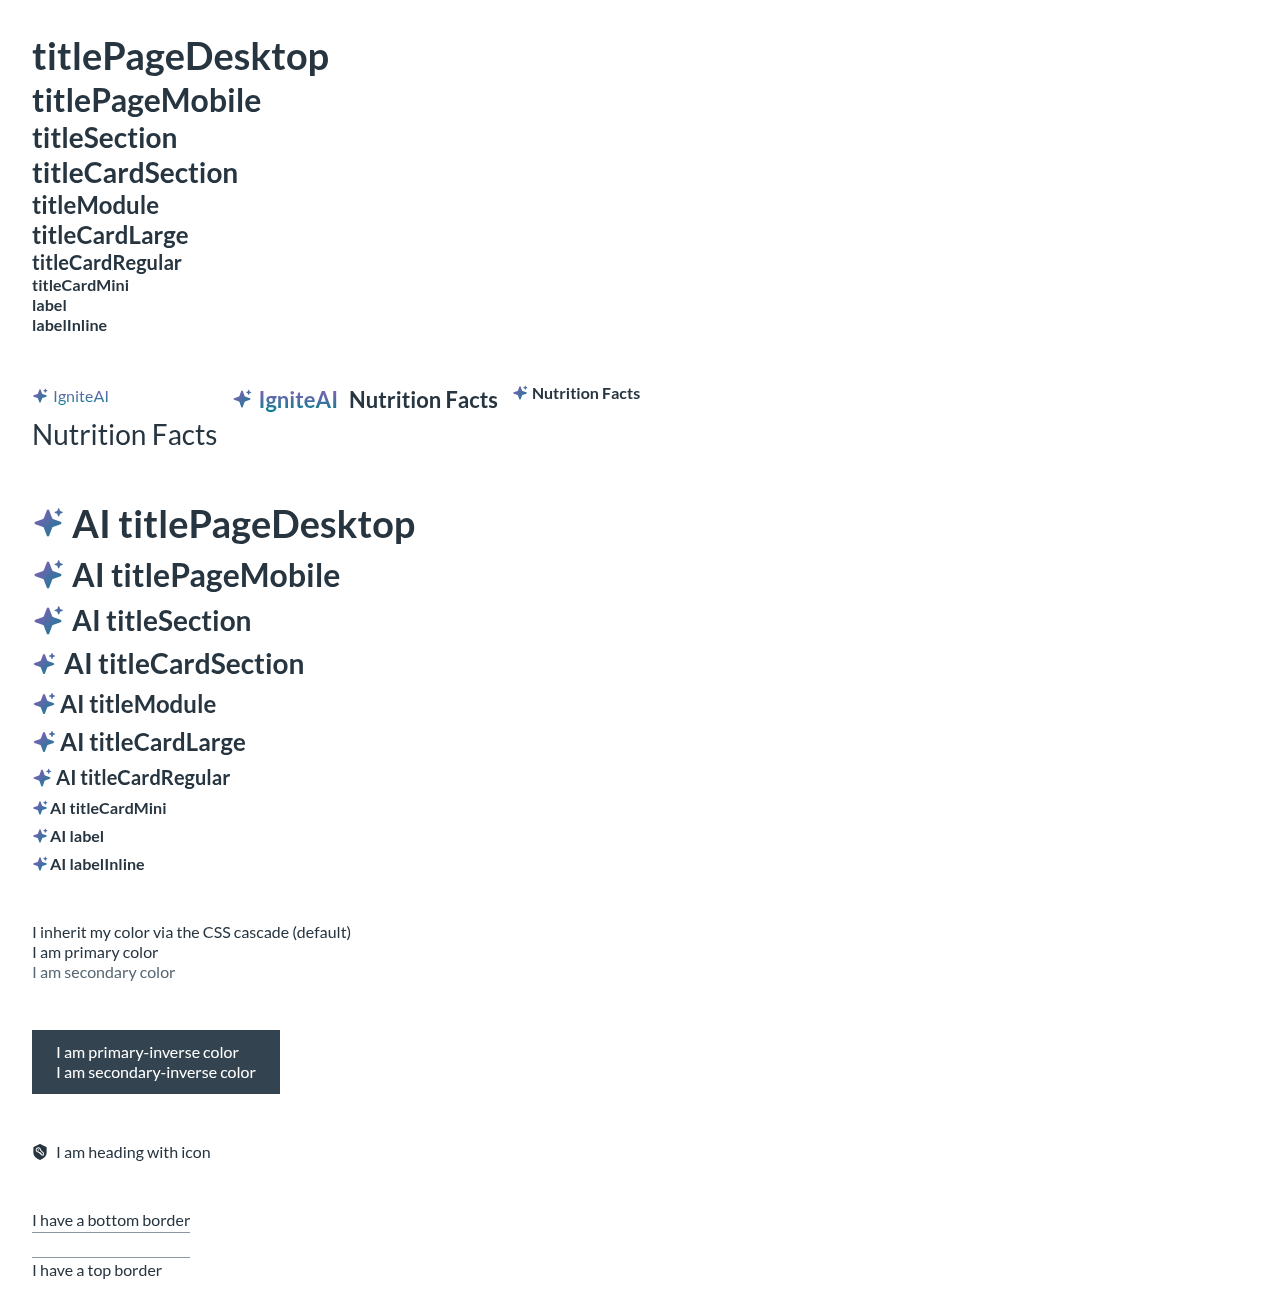 titlePageDesktop
titlePageMobile
titleSection
titleCardSection
titleModule
titleCardLarge
titleCardRegular
titleCardMini
label
labelInline
IgniteAI
Nutrition Facts
IgniteAI Nutrition Facts
Nutrition Facts
AI titlePageDesktop
AI titlePageMobile
AI titleSection
AI titleCardSection
AI titleModule
AI titleCardLarge
AI titleCardRegular
AI titleCardMini
AI label
AI labelInline
I inherit my color via the CSS cascade (default)
I am primary color
I am secondary color
I am primary-inverse color
I am secondary-inverse color
I am heading with icon
I have a bottom border
I have a top border